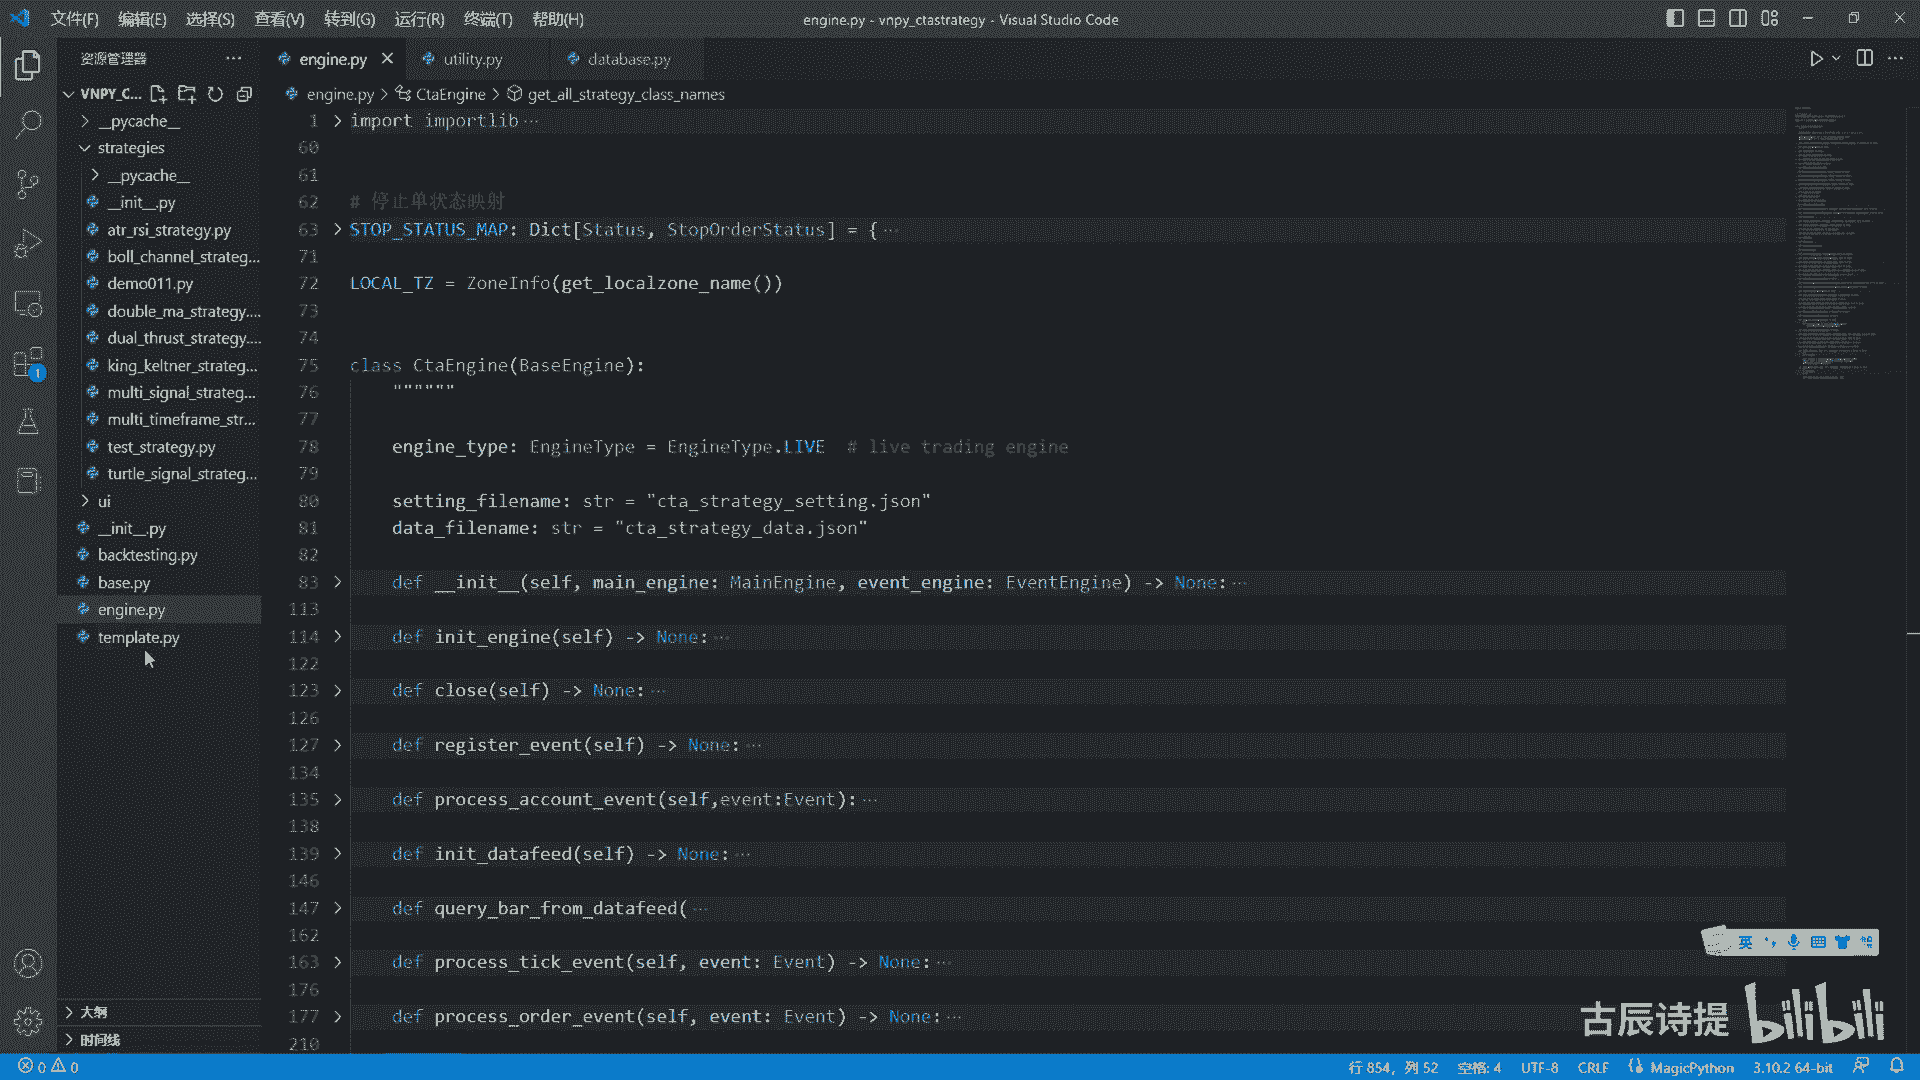 文件(F) 编辑(E) 选择(S) 查看(V) 转到(G) 运行(R) 终端(T) 帮助(H)
engine.py - vnpy_ctastrategy - Visual Studio Code
资源管理器
VNPY_C...
__pycache__
strategies
__pycache__
__init__.py
atr_rsi_strategy.py
boll_channel_strateg...
demo011.py
double_ma_strategy....
dual_thrust_strategy....
king_keltner_strateg...
multi_signal_strateg...
multi_timeframe_str...
test_strategy.py
turtle_signal_strateg...
ui
__init__.py
backtesting.py
base.py
engine.py
template.py
大纲
时间线
1
engine.py utility.py database.py
engine.py > CtaEngine > get_all_strategy_class_names
1 import importlib ...
60
61
62 # 停止单状态映射
63 STOP_STATUS_MAP: Dict[Status, StopOrderStatus] = { ...
71
72 LOCAL_TZ = ZoneInfo(get_localzone_name())
73
74
75 class CtaEngine(BaseEngine):
76 """"""
77
78 engine_type: EngineType = EngineType.LIVE # live trading engine
79
80 setting_filename: str = "cta_strategy_setting.json"
81 data_filename: str = "cta_strategy_data.json"
82
83 def __init__(self, main_engine: MainEngine, event_engine: EventEngine) -> None: ...
113
114 def init_engine(self) -> None: ...
122
123 def close(self) -> None: ...
126
127 def register_event(self) -> None: ...
134
135 def process_account_event(self,event:Event): ...
138
139 def init_datafeed(self) -> None: ...
146
147 def query_bar_from_datafeed( ...
162
163 def process_tick_event(self, event: Event) -> None: ...
176
177 def process_order_event(self, event: Event) -> None: ...
210
英
古辰诗提 bilibili
0 0 行 854, 列 52 空格: 4 UTF-8 CRLF MagicPython 3.10.2 64-bit